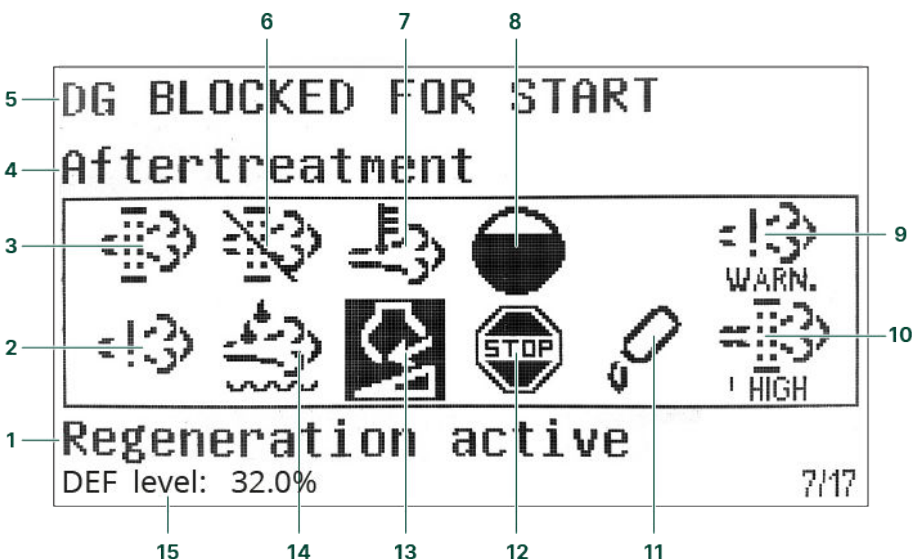 6 7 8
5 DG BLOCKED FOR START
4 Aftertreatment
3 9
WARN.
2 STOP 10
! HIGH
1 Regeneration active
DEF level: 32.0% 7/17
15 14 13 12 11